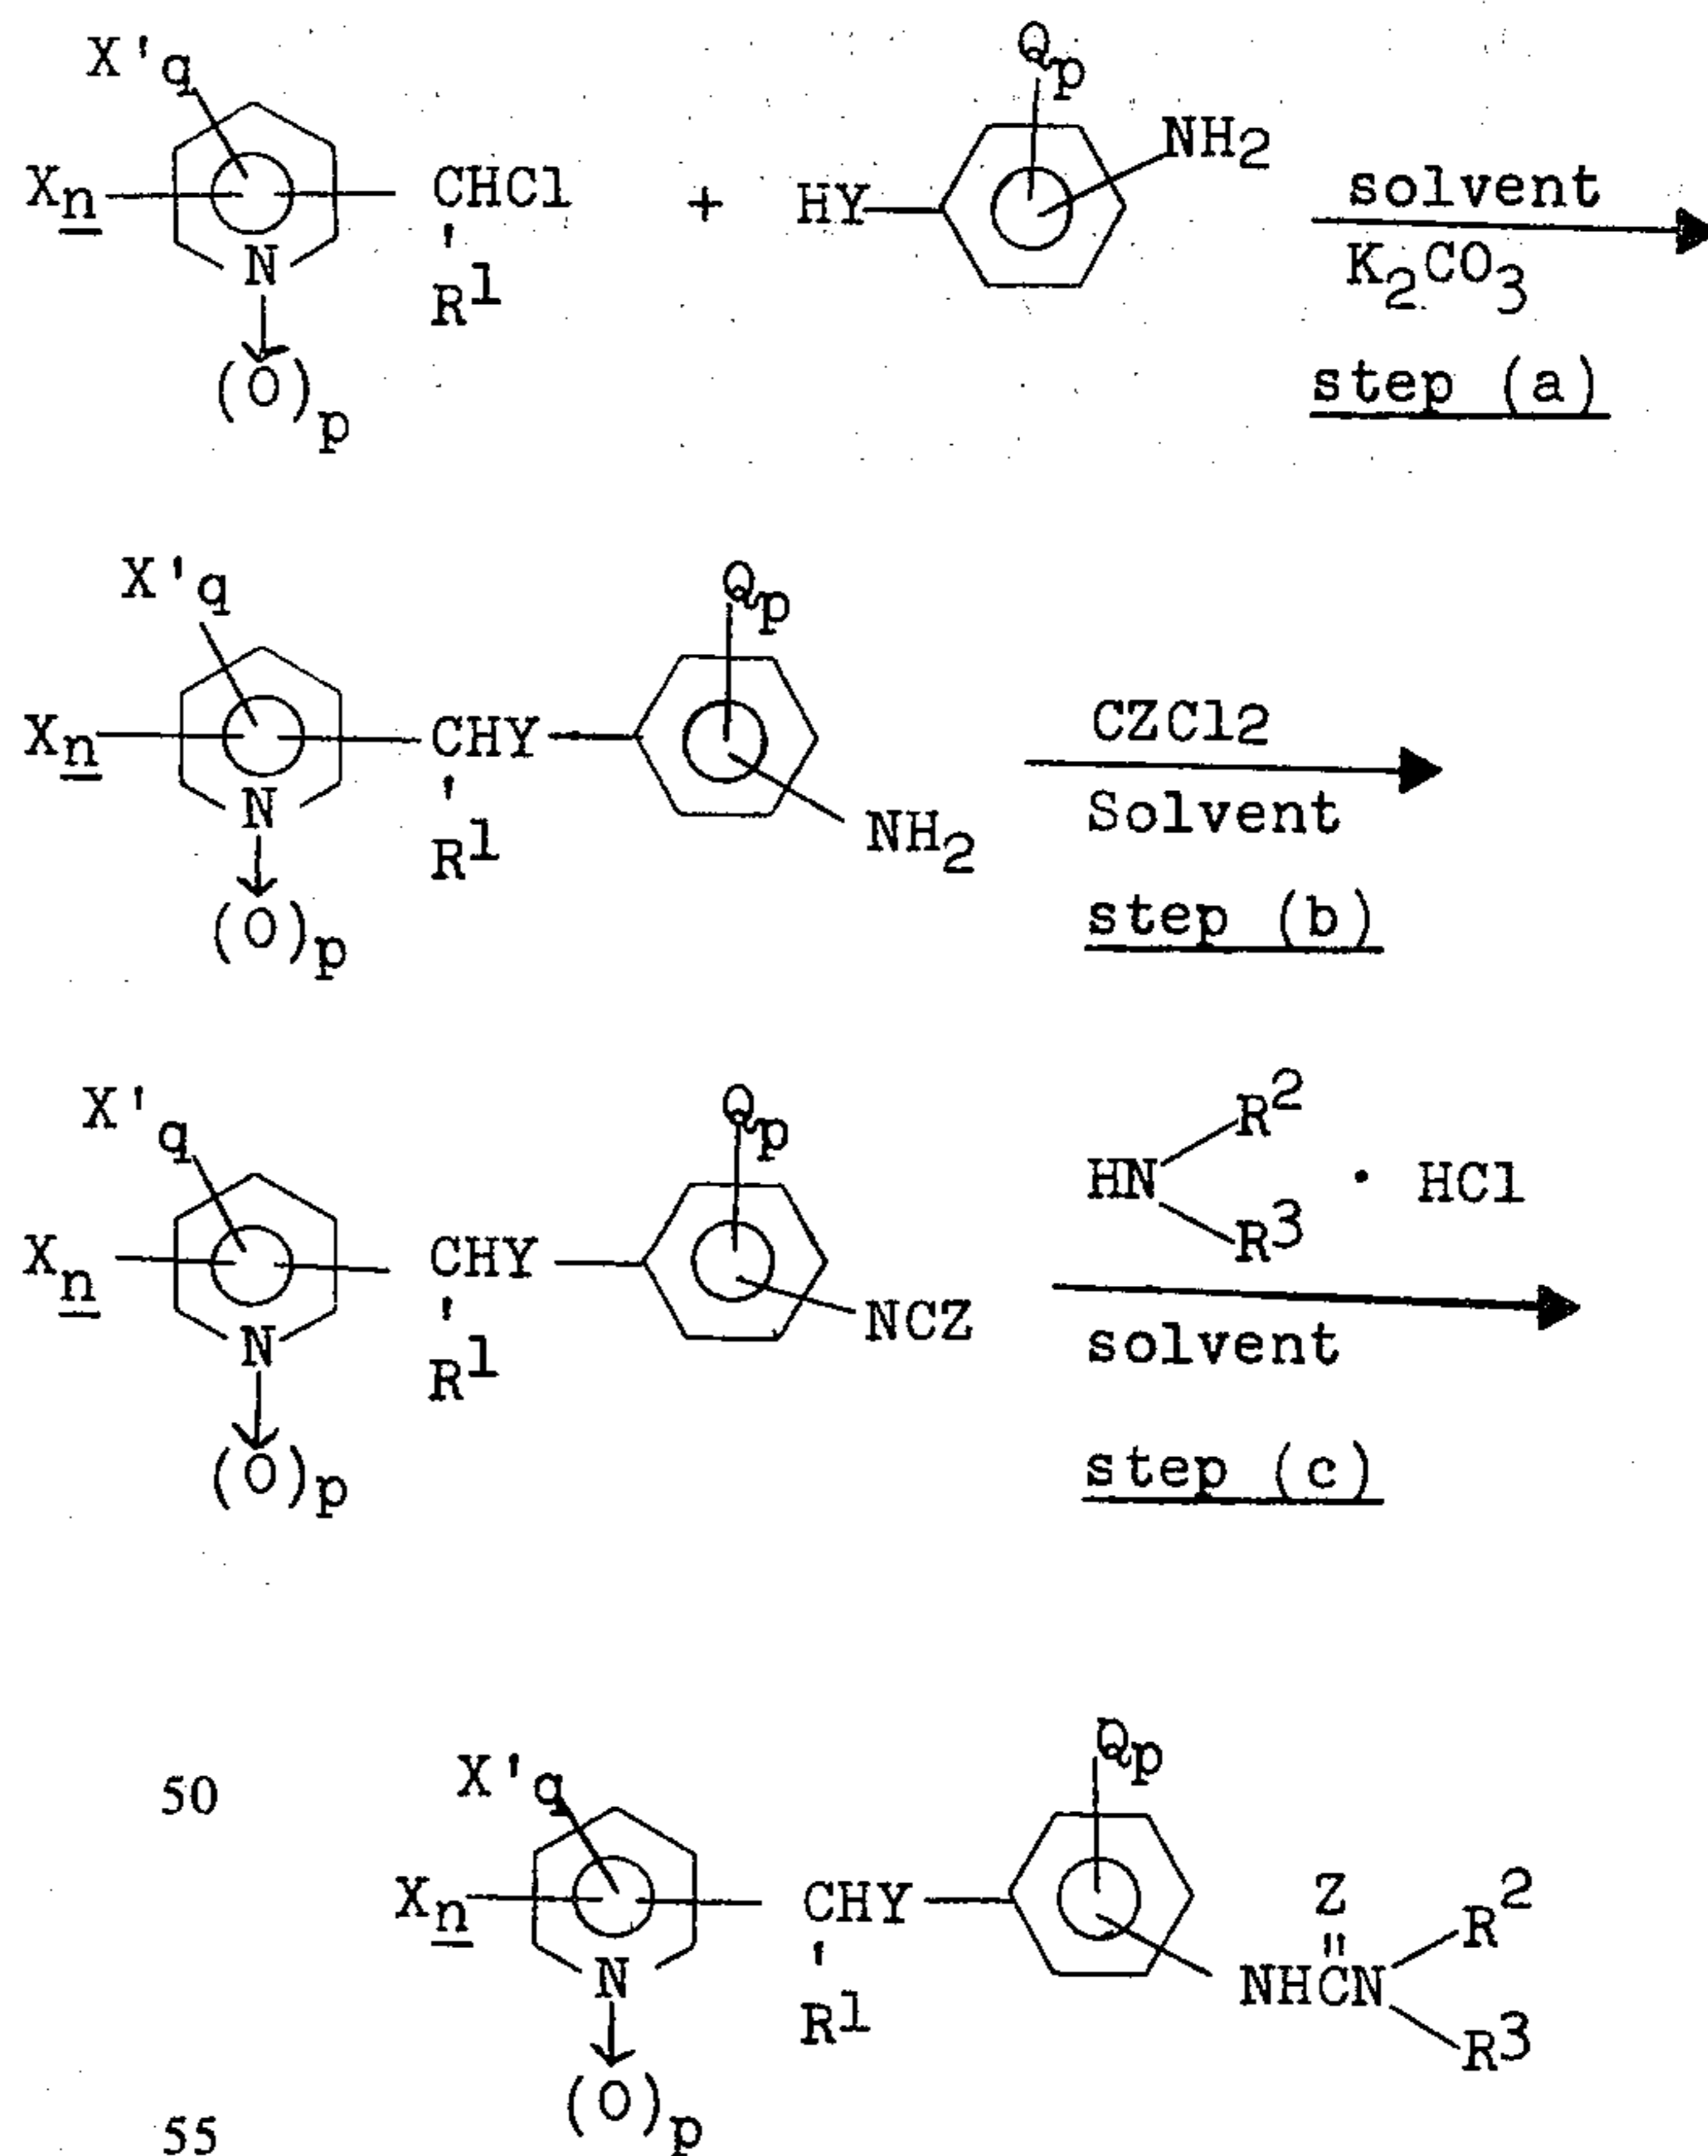 X'q Qp
Xn CHCl + HY NH2 solvent
R1 K2CO3
N
(O)p step (a)
X'q Qp
Xn CHY CZCl2
R1 NH2 Solvent
N
(O)p step (b)
X'q Qp R2
Xn CHY HN · HCl
R1 NCZ R3
N solvent
(O)p step (c)
50 X'q Qp
Xn CHY Z R2
N R1 NHCN R3
(O)p
55